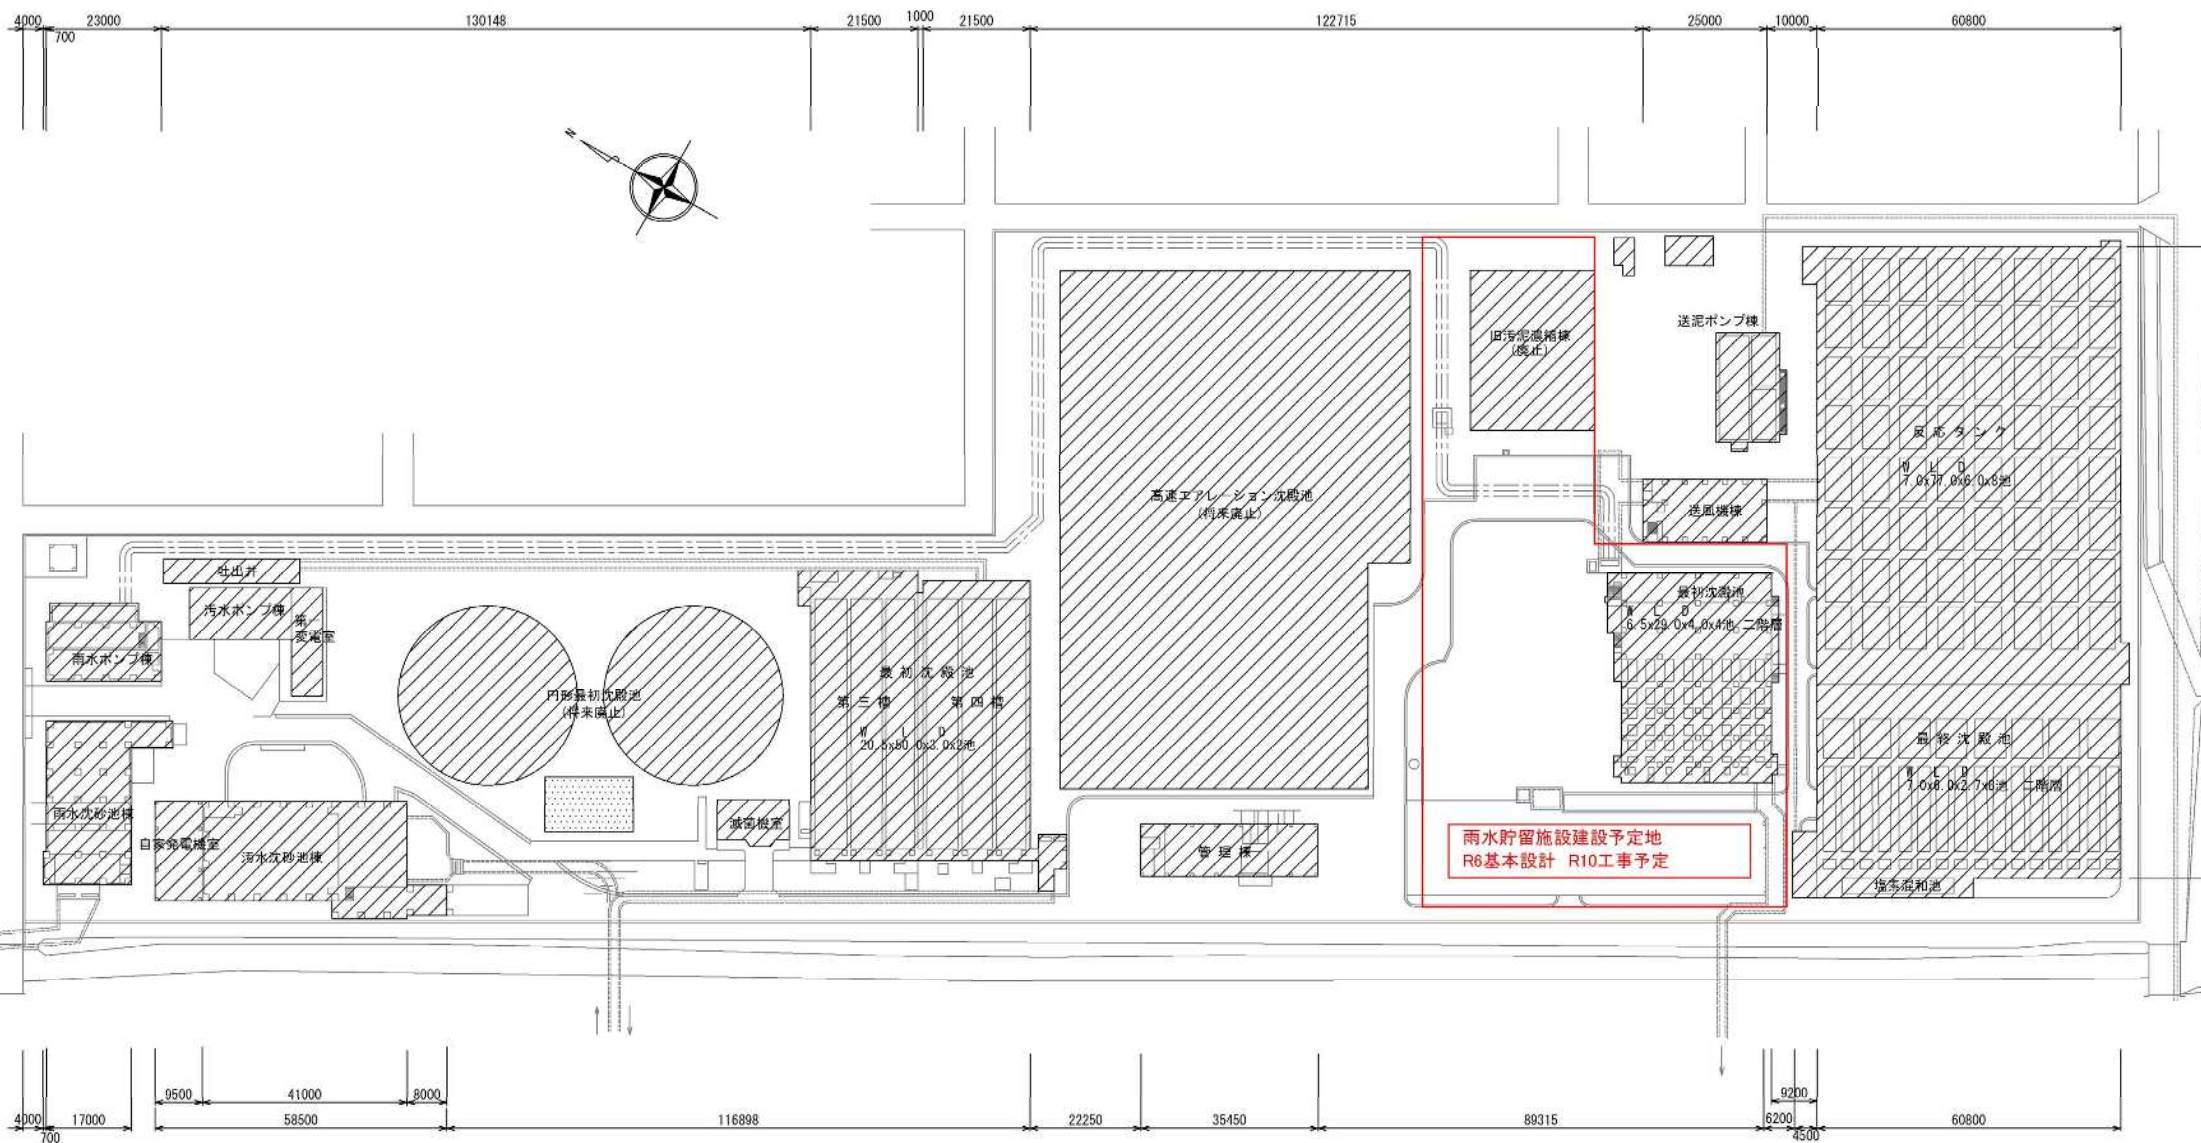 4000
23000
700
130148
21500
1000
21500
122715
25000
10000
60800
N
旧汚泥濃縮棟
(廃止)
送泥ポンプ棟
反応タンク
W L D
7.0x77.0x6.0x8池
高速エアレーション沈殿池
(将来廃止)
送風機棟
吐出井
汚水ポンプ棟
第一
変電室
雨水ポンプ棟
円形最初沈殿池
(将来廃止)
最初沈殿池
第三槽
第四槽
W L D
20.5x50.0x3.0x2池
最初沈殿池
W L D
6.5x29.0x4.0x4池 二階層
最終沈殿池
W L D
二階層
雨水沈砂池棟
自家発電機室
汚水沈砂池棟
滅菌機室
管理棟
雨水貯留施設建設予定地
R6基本設計 R10工事予定
塩素混和池
9500
41000
8000
9200
4000
700
17000
58500
116898
22250
35450
89315
6200
4500
60800